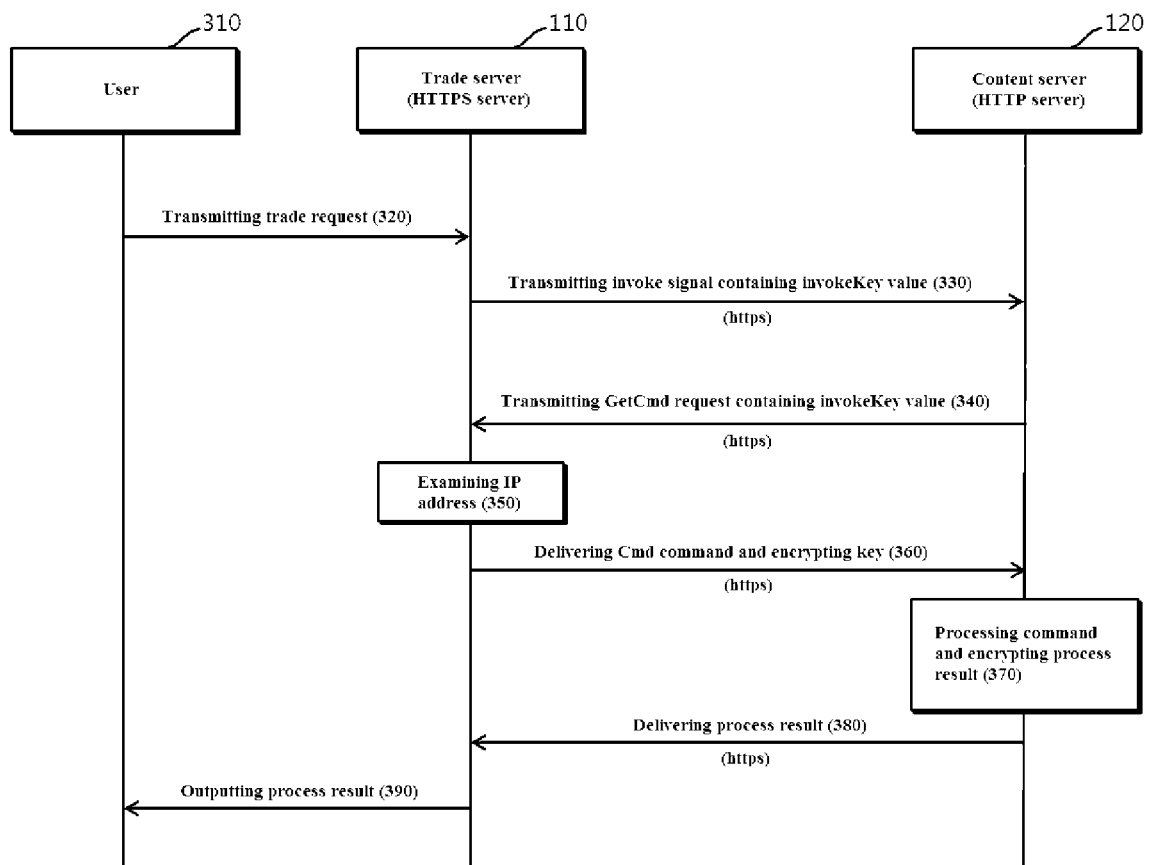 310
110
120
User
Trade server
(HTTPS server)
Content server
(HTTP server)
Transmitting trade request (320)
Transmitting invoke signal containing invokeKey value (330)
(https)
Transmitting GetCmd request containing invokeKey value (340)
(https)
Examining IP
address (350)
Delivering Cmd command and encrypting key (360)
(https)
Processing command
and encrypting process
result (370)
Delivering process result (380)
(https)
Outputting process result (390)